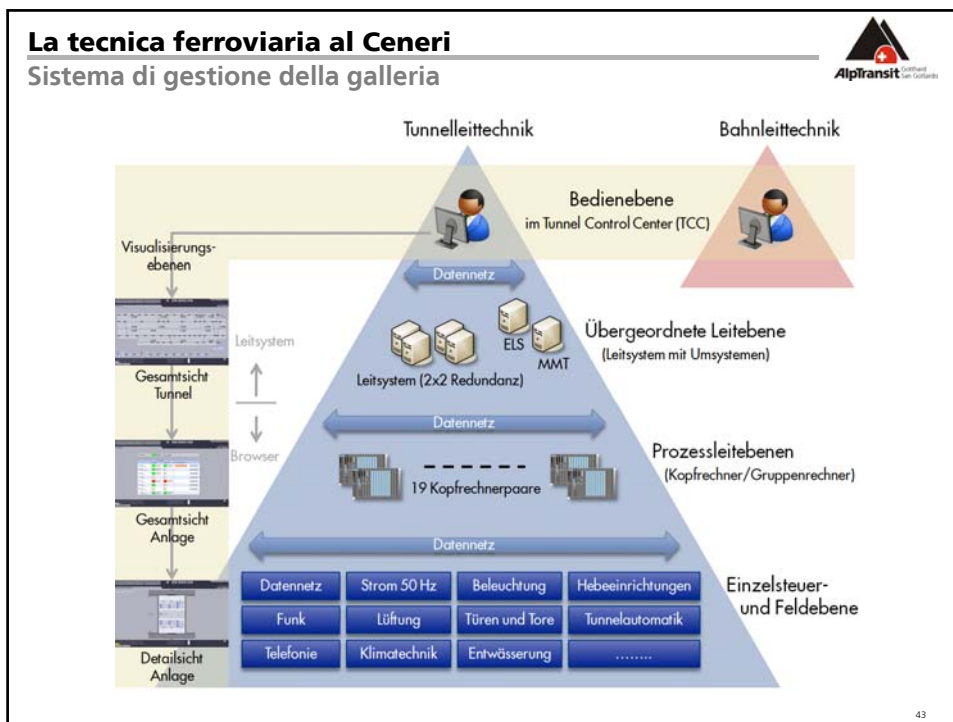 La tecnica ferroviaria al Ceneri
Sistema di gestione della galleria
AlpTransit Gotthard
San Gottardo
Tunnelleittechnik
Bahnleittechnik
Bedienebene
im Tunnel Control Center (TCC)
Visualisierungs-
ebenen
Datennetz
Leitsystem
Browser
Gesamtsicht
Tunnel
ELS
MMT
Leitsystem (2x2 Redundanz)
Übergeordnete Leitebene
(Leitsystem mit Umsystemen)
Datennetz
Gesamtsicht
Anlage
19 Kopfrechnerpaare
Prozessleitebenen
(Kopfrechner/Gruppenrechner)
Datennetz
Detailsicht
Anlage
Datennetz
Strom 50 Hz
Beleuchtung
Hebeeinrichtungen
Funk
Lüftung
Türen und Tore
Tunnelautomatik
Telefonie
Klimatechnik
Entwässerung
........
Einzelsteuer-
und Feldebene
43